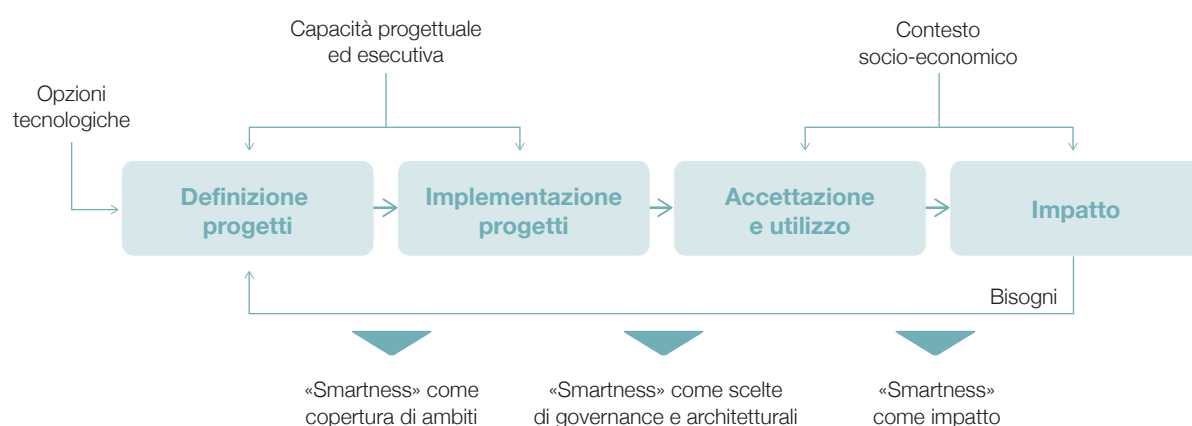 Capacità progettuale
ed esecutiva
Contesto
socio-economico
Opzioni
tecnologiche
Definizione
progetti
Implementazione
progetti
Accettazione
e utilizzo
Impatto
Bisogni
«Smartness» come
copertura di ambiti
«Smartness» come scelte
di governance e architetturali
«Smartness»
come impatto